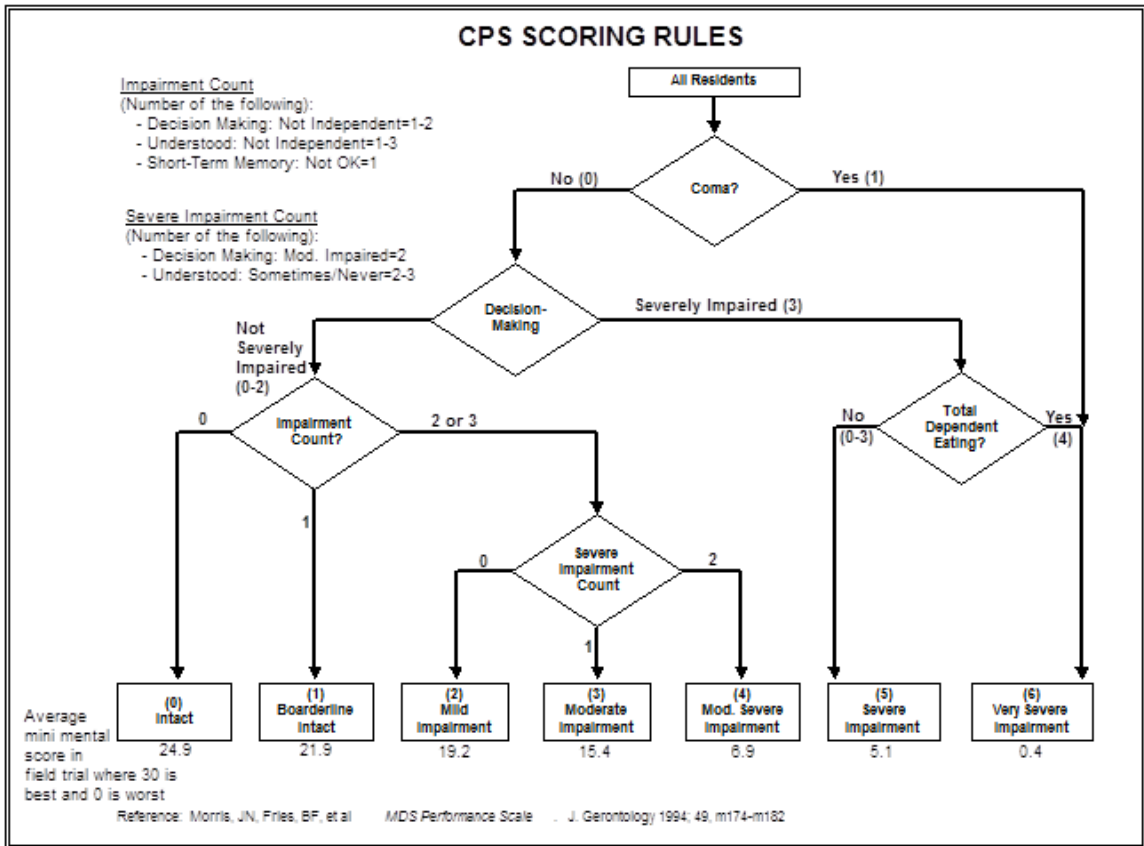 CPS SCORING RULES
All Residents
Impairment Count
(Number of the following):
- Decision Making: Not Independent=1-2
- Understood: Not Independent=1-3
- Short-Term Memory: Not OK=1
No (0)
Coma?
Yes (1)
Severe Impairment Count
(Number of the following):
- Decision Making: Mod. Impaired=2
- Understood: Sometimes/Never=2-3
Decision-
Making
Severely Impaired (3)
Not
Severely
Impaired
(0-2)
0
Impairment
Count?
2 or 3
No
(0-3)
Total
Dependent
Eating?
Yes
(4)
1
0
Severe
Impairment
Count
2
1
(0)
Intact
(1)
Boarderline
Intact
(2)
Mild
Impairment
(3)
Moderate
Impairment
(4)
Mod. Severe
Impairment
(5)
Severe
Impairment
(6)
Very Severe
Impairment
Average
mini mental
score in
field trial where 30 is
best and 0 is worst
24.9
21.9
19.2
15.4
6.9
5.1
0.4
Reference: Morris, JN, Fries, BF, et al MDS Performance Scale . J. Gerontology 1994; 49, m174-m182